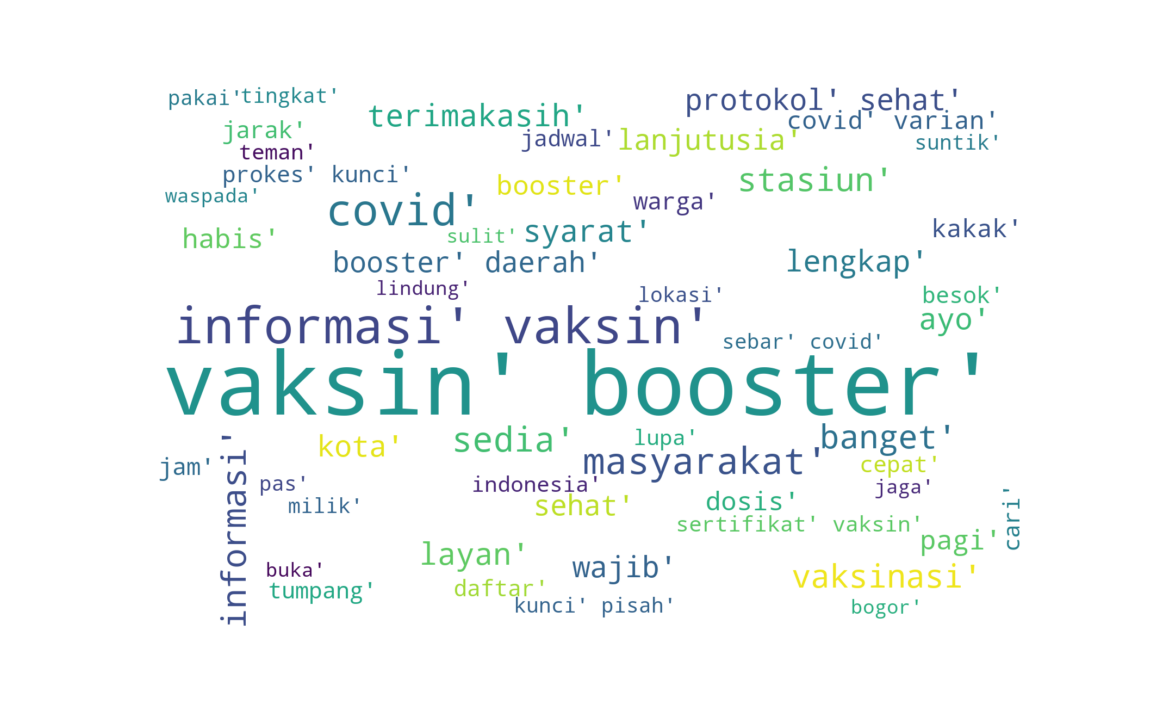 pakai' tingkat'
terimakasih'
protokol' sehat'
covid' varian'
jarak'
jadwal'
lanjutusia'
suntik'
teman'
prokes' kunci'
booster'
stasiun'
waspada'
covid'
warga'
habis'
sulit'
syarat'
kakak'
booster' daerah'
lengkap'
lindung'
lokasi'
besok'
ayo'
informasi' vaksin'
sebar' covid'
vaksin' booster'
informasi'
kota'
sedia'
lupa'
banget'
jam'
masyarakat'
cepat'
pas'
indonesia'
jaga'
milik'
sehat'
dosis'
cari'
sertifikat' vaksin'
pagi'
layan'
wajib'
vaksinasi'
buka'
tumpang'
daftar'
kunci' pisah'
bogor'